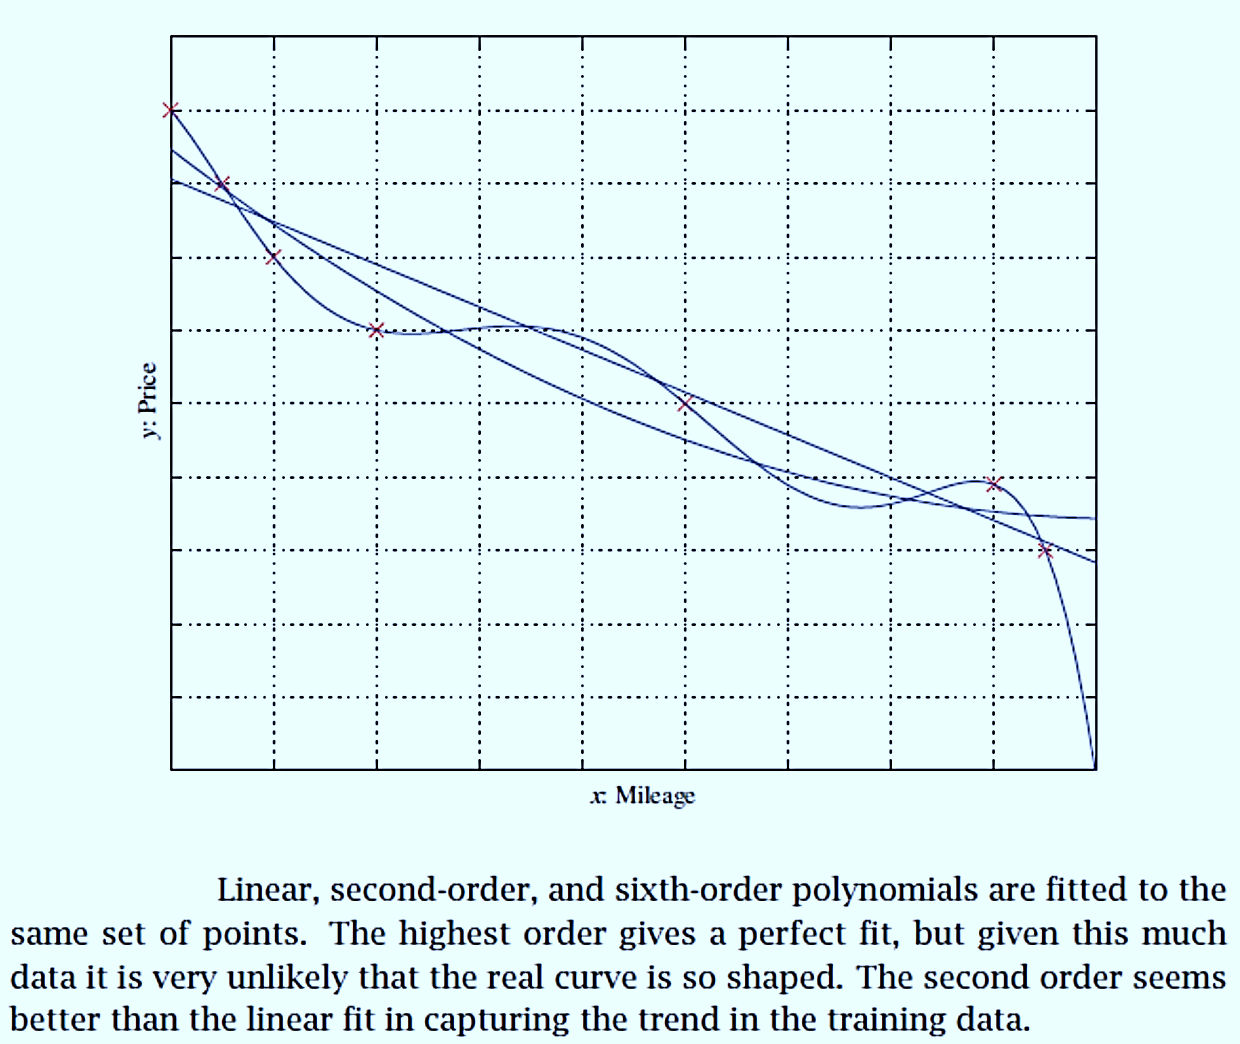 y: Price
x: Mileage
Linear, second-order, and sixth-order polynomials are fitted to the
same set of points. The highest order gives a perfect fit, but given this much
data it is very unlikely that the real curve is so shaped. The second order seems
better than the linear fit in capturing the trend in the training data.